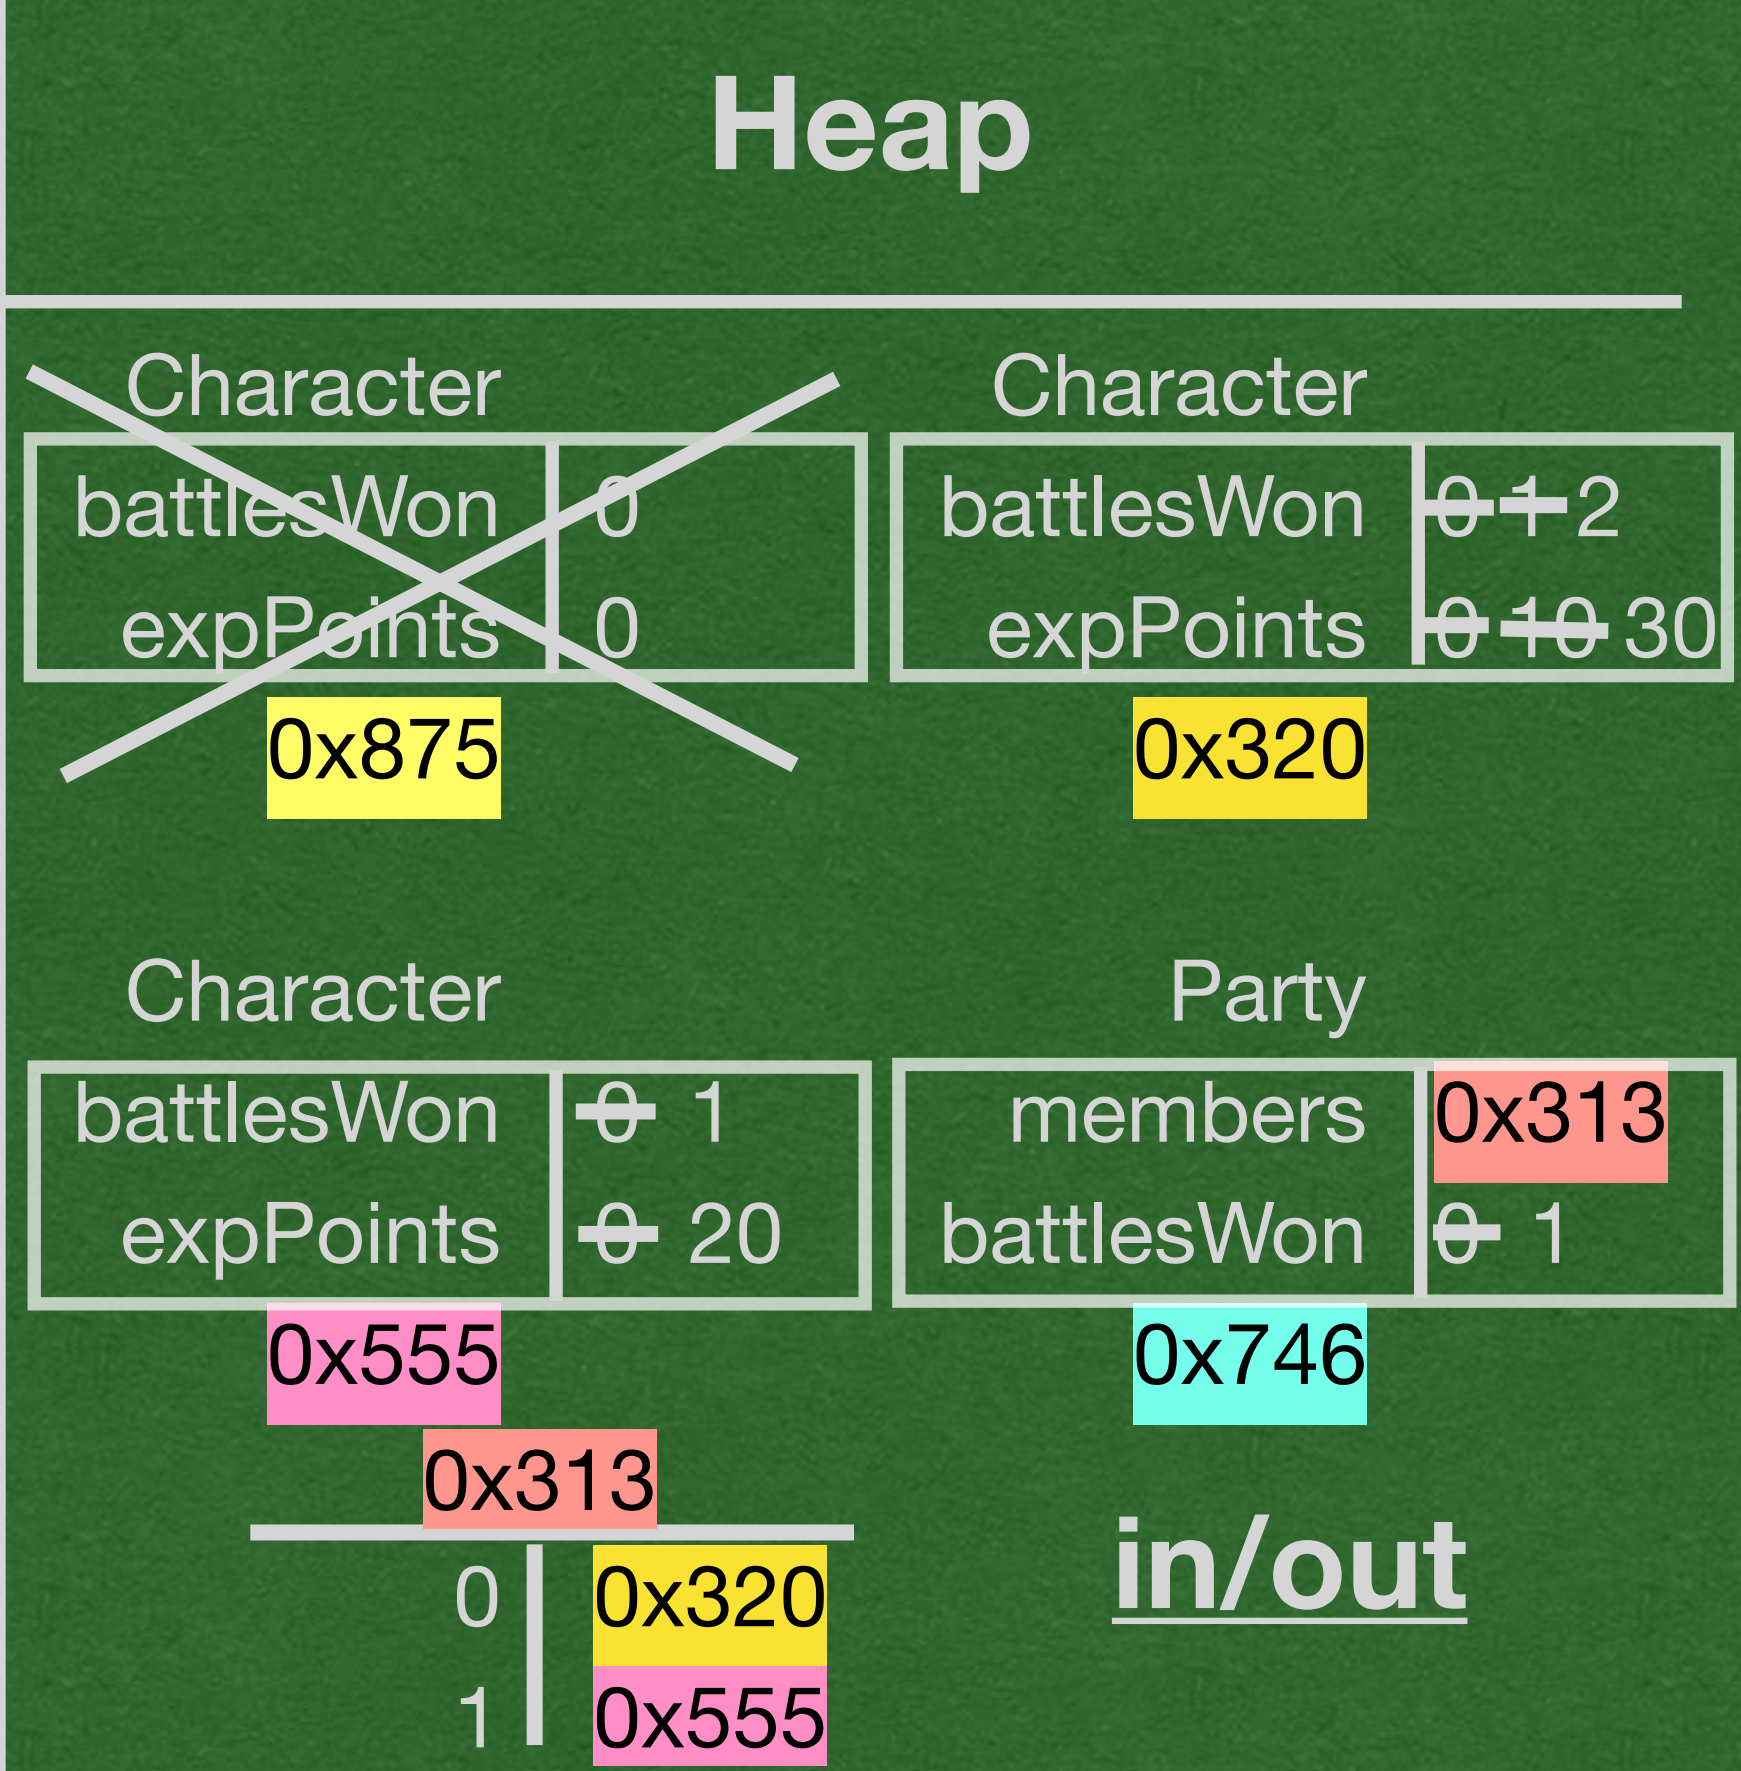 Heap
Character
battlesWon 0
expPoints 0
0x875
Character
battlesWon 0 1 2
expPoints 0 10 30
0x320
Character
battlesWon 0 1
expPoints 0 20
0x555
Party
members 0x313
battlesWon 0 1
0x746
0x313
0 0x320
1 0x555
in/out